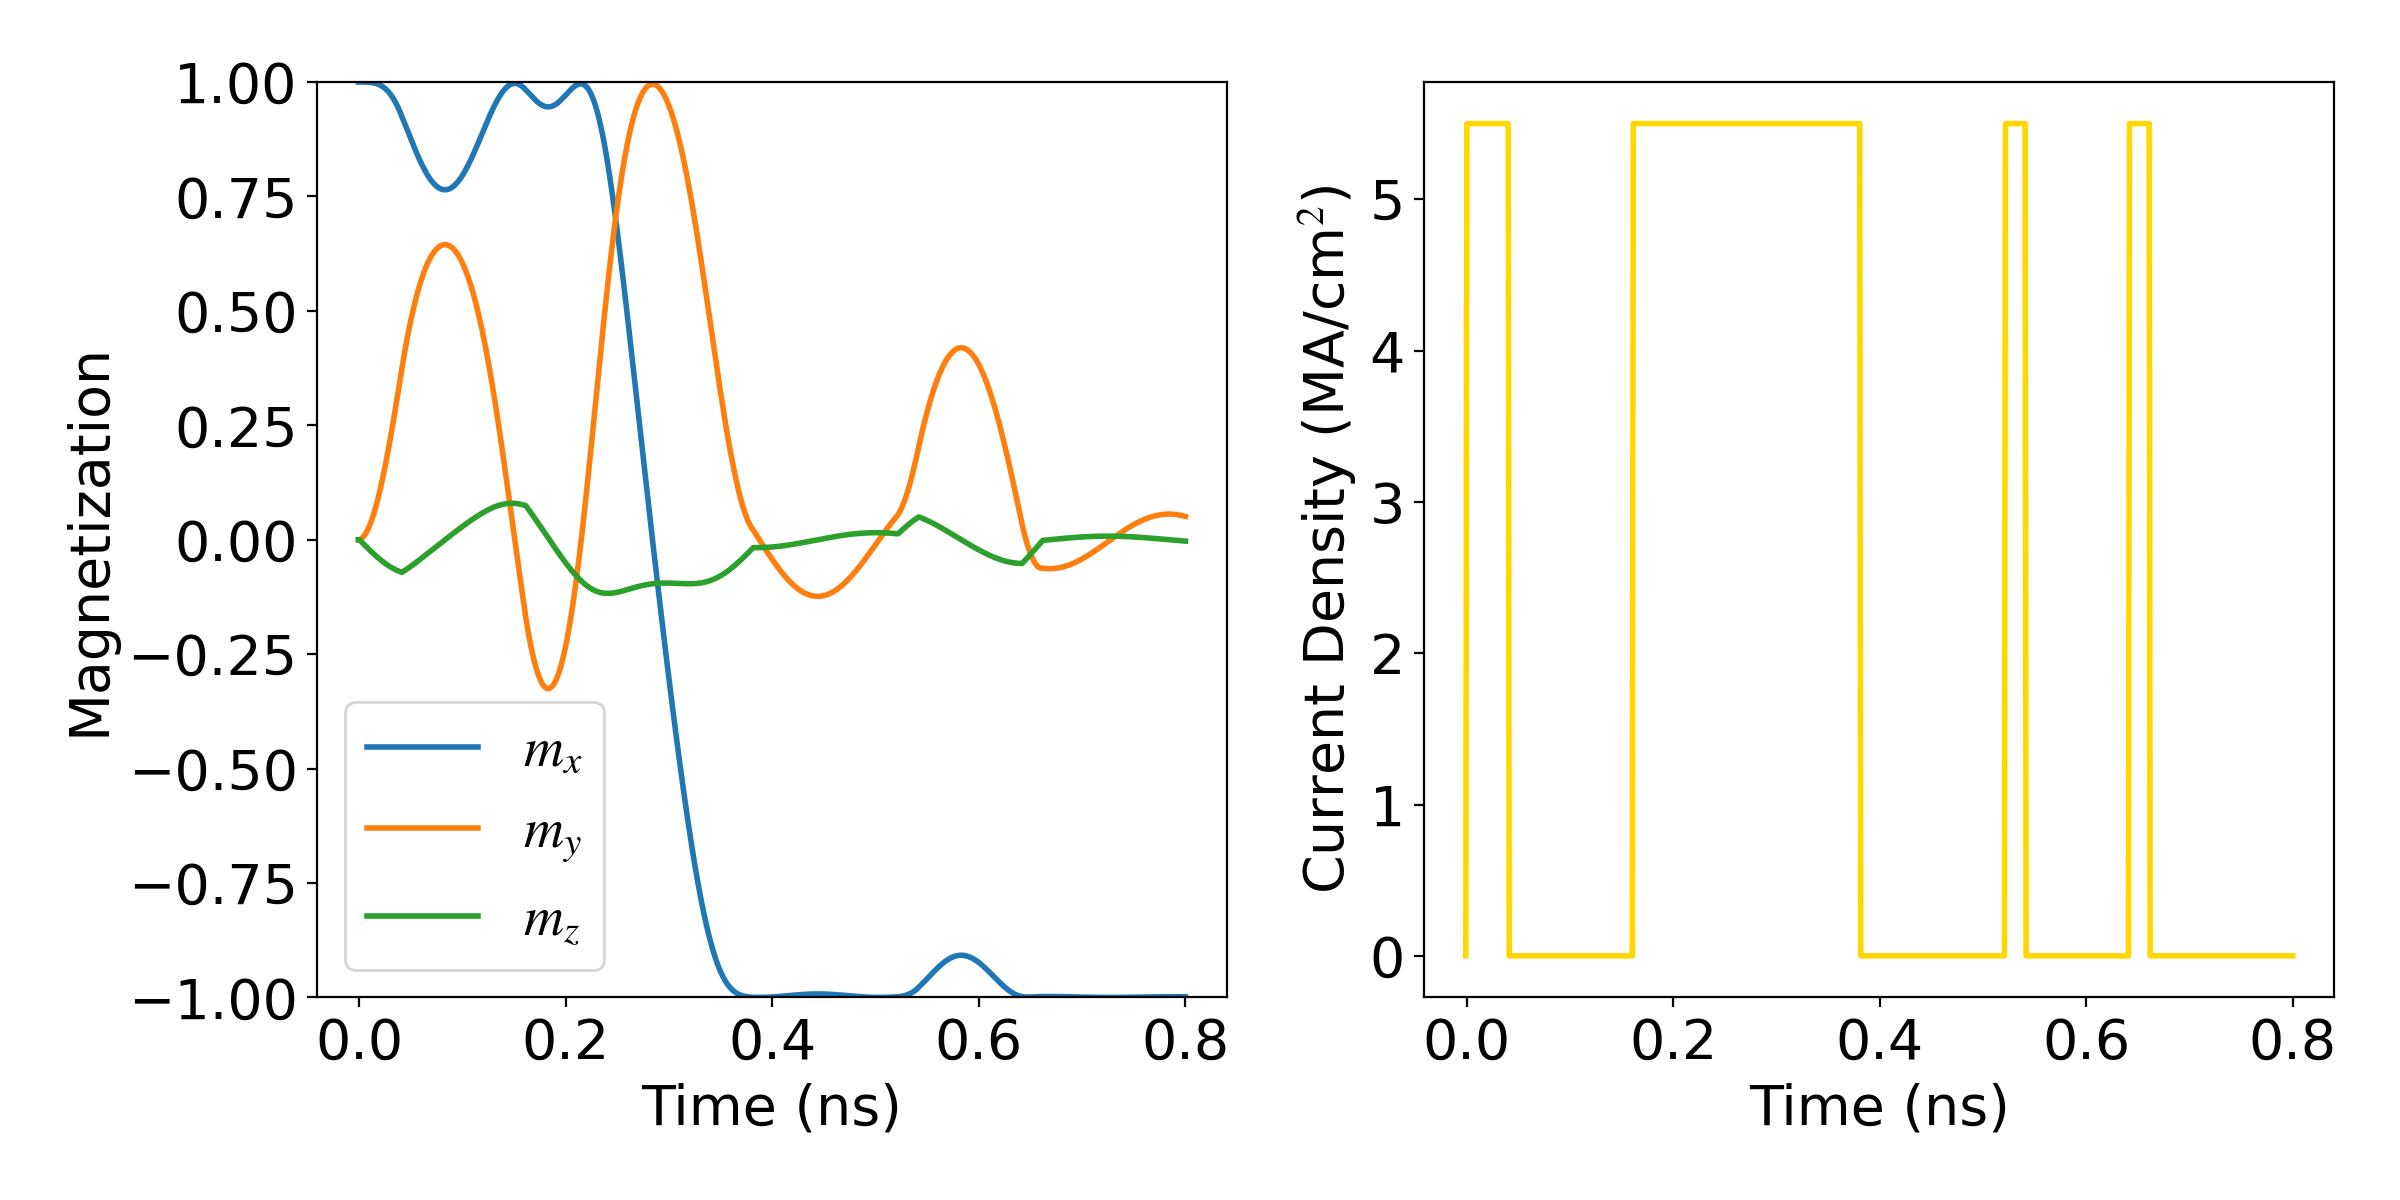 Magnetization
1.00
0.75
0.50
0.25
0.00
−0.25
−0.50
−0.75
−1.00
m_x
m_y
m_z
0.0 0.2 0.4 0.6 0.8
Time (ns)
Current Density (MA/cm²)
5
4
3
2
1
0
0.0 0.2 0.4 0.6 0.8
Time (ns)